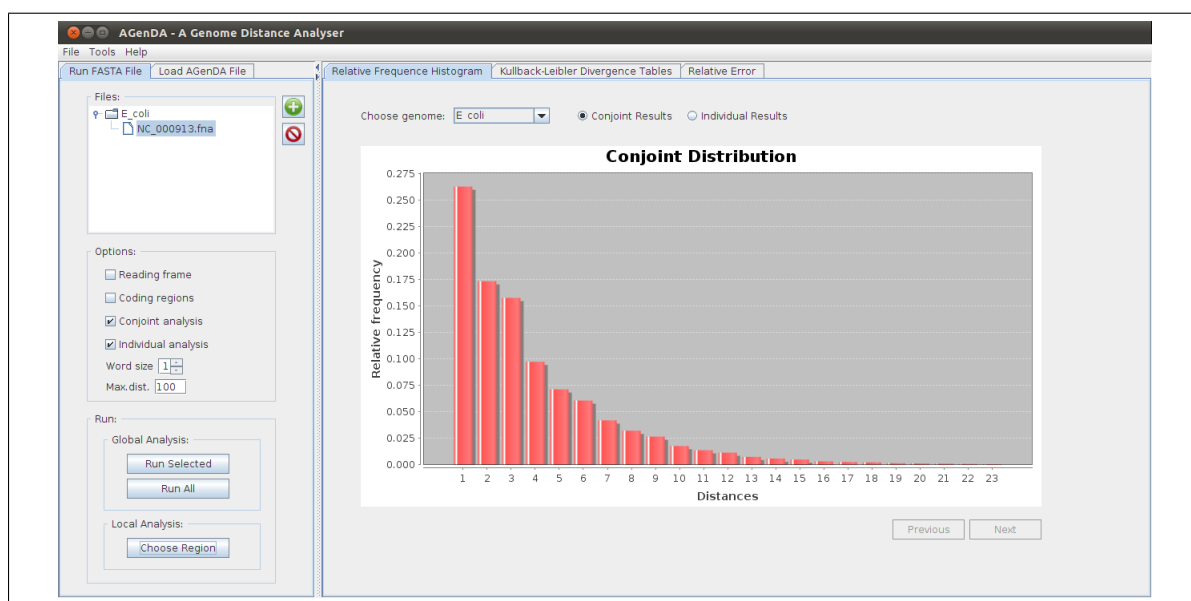 AGenDA - A Genome Distance Analyser
File Tools Help
Run FASTA File Load AGenDA File
Files:
E_coli
NC_000913.fna
Options:
Reading frame
Coding regions
Conjoint analysis
Individual analysis
Word size 1
Max.dist. 100
Run:
Global Analysis:
Run Selected
Run All
Local Analysis:
Choose Region
Relative Frequence Histogram Kullback-Leibler Divergence Tables Relative Error
Choose genome: E coli Conjoint Results Individual Results
Conjoint Distribution
Relative frequency
0.275
0.250
0.225
0.200
0.175
0.150
0.125
0.100
0.075
0.050
0.025
0.000
1 2 3 4 5 6 7 8 9 10 11 12 13 14 15 16 17 18 19 20 21 22 23
Distances
Previous Next